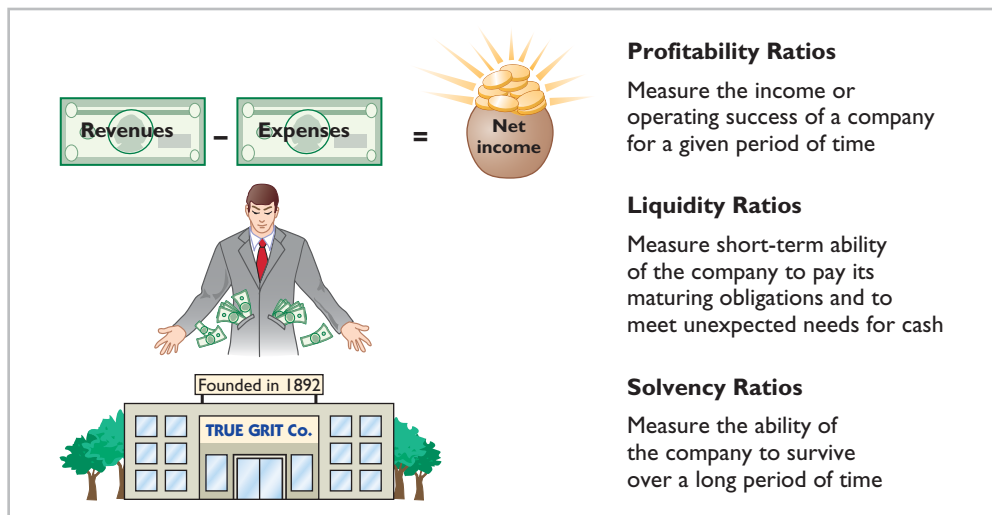 Revenues - Expenses = Net
income
Profitability Ratios
Measure the income or
operating success of a company
for a given period of time
Liquidity Ratios
Measure short-term ability
of the company to pay its
maturing obligations and to
meet unexpected needs for cash
Founded in 1892
TRUE GRIT Co.
Solvency Ratios
Measure the ability of
the company to survive
over a long period of time